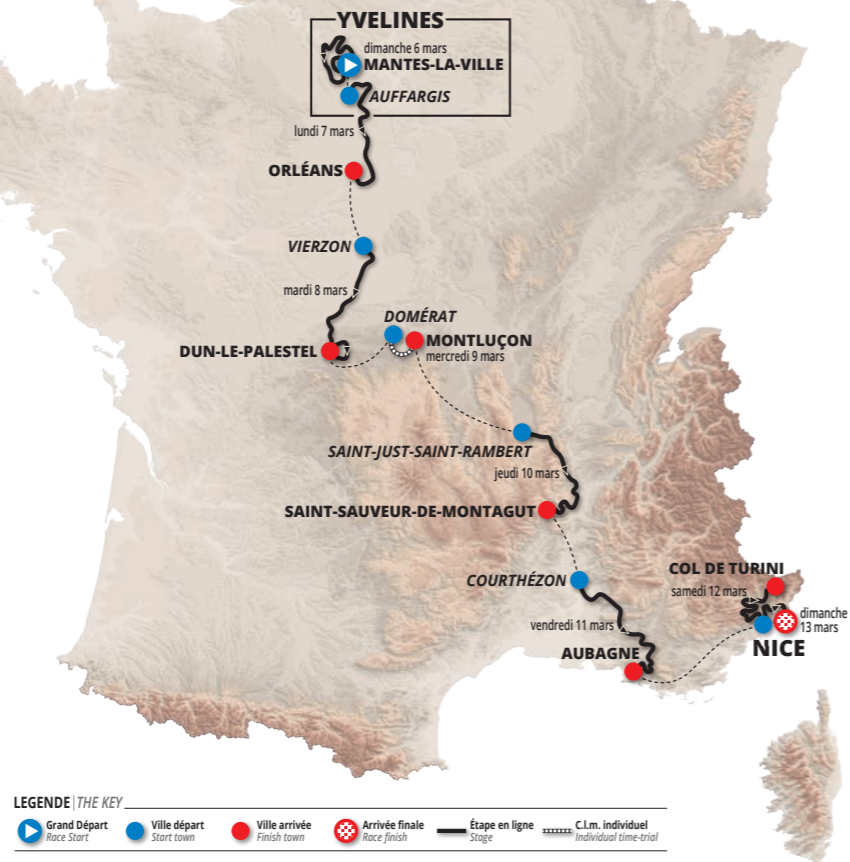 YVELINES
dimanche 6 mars
MANTES-LA-VILLE
AUFFARGIS
lundi 7 mars
ORLÉANS
VIERZON
mardi 8 mars
DOMÉRAT
DUN-LE-PALESTEL
MONTLUÇON
mercredi 9 mars
SAINT-JUST-SAINT-RAMBERT
jeudi 10 mars
SAINT-SAUVEUR-DE-MONTAGUT
COURTHÉZON
COL DE TURINI
samedi 12 mars
dimanche
13 mars
vendredi 11 mars
NICE
AUBAGNE
LEGENDE | THE KEY
Grand Départ
Race Start
Ville départ
Start town
Ville arrivée
Finish town
Arrivée finale
Race finish
Étape en ligne
Stage
C.l.m. individuel
Individual time-trial